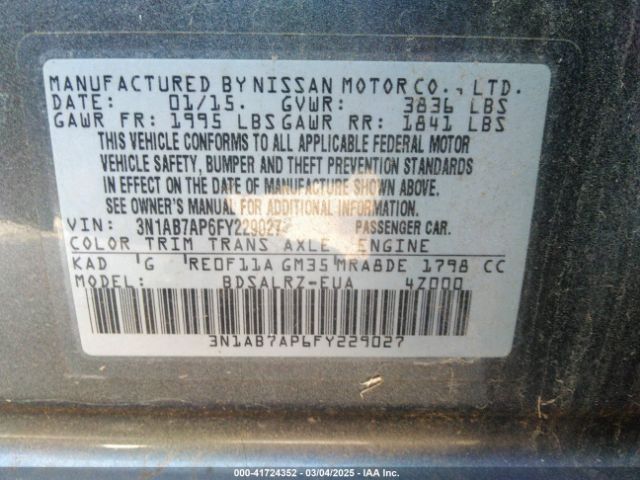 MANUFACTURED BY NISSAN MOTOR CO., LTD.
DATE: 01/15. GVWR: 3836 LBS
GAWR FR: 1995 LBS GAWR RR: 1841 LBS
THIS VEHICLE CONFORMS TO ALL APPLICABLE FEDERAL MOTOR
VEHICLE SAFETY, BUMPER AND THEFT PREVENTION STANDARDS
IN EFFECT ON THE DATE OF MANUFACTURE SHOWN ABOVE.
SEE OWNER'S MANUAL FOR ADDITIONAL INFORMATION.
VIN: 3N1AB7AP6FY229027 PASSENGER CAR.
COLOR TRIM TRANS AXLE ENGINE
KAD G RE0F11A GM35 MRA8DE 1798 CC
MODEL: BDSALRZ-EUA 4Z000
3N1AB7AP6FY229027
000-41724352 | 03/04/2025 | IAA Inc.